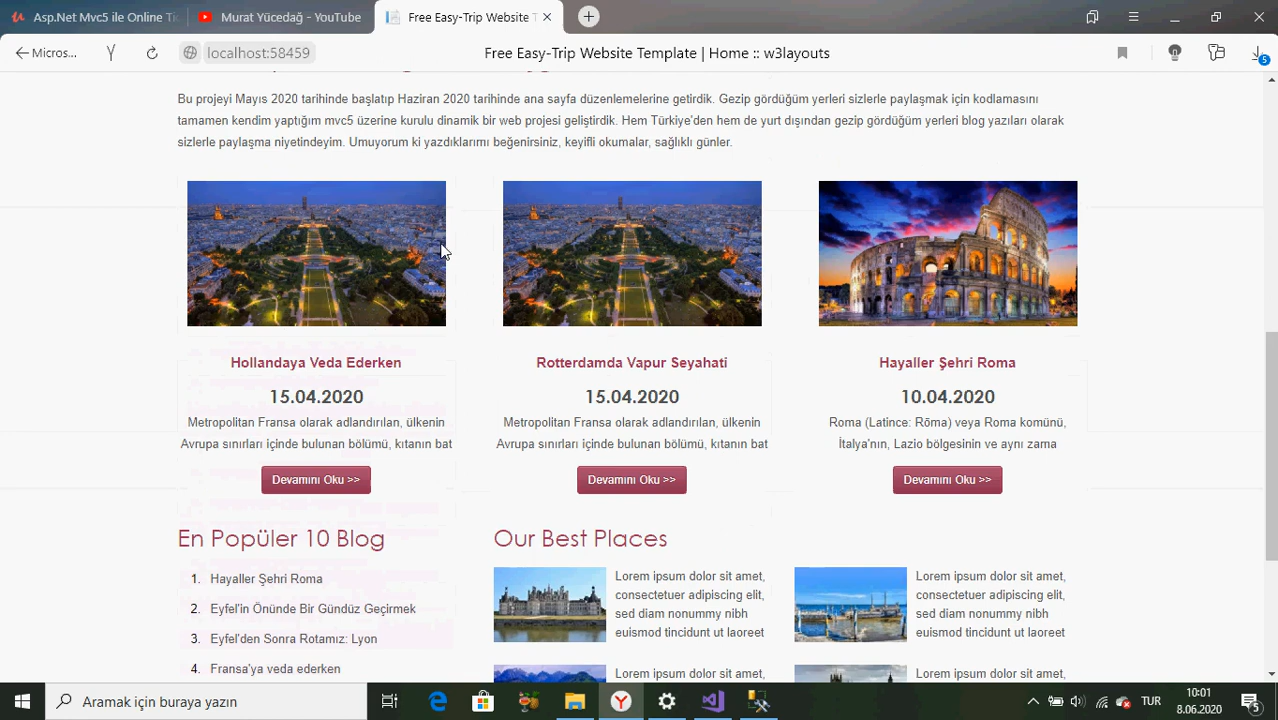 Asp.Net Mvc5 ile Online Ti
Murat Yücedağ - YouTube
Free Easy-Trip Website T
Micros...
localhost:58459
Free Easy-Trip Website Template | Home :: w3layouts
5
Bu projeyi Mayıs 2020 tarihinde başlatıp Haziran 2020 tarihinde ana sayfa düzenlemelerine getirdik. Gezip gördüğüm yerleri sizlerle paylaşmak için kodlamasını
tamamen kendim yaptığım mvc5 üzerine kurulu dinamik bir web projesi geliştirdik. Hem Türkiye'den hem de yurt dışından gezip gördüğüm yerleri blog yazıları olarak
sizlerle paylaşma niyetindeyim. Umuyorum ki yazdıklarımı beğenirsiniz, keyifli okumalar, sağlıklı günler.
Hollandaya Veda Ederken
15.04.2020
Metropolitan Fransa olarak adlandırılan, ülkenin
Avrupa sınırları içinde bulunan bölümü, kıtanın bat
Devamını Oku >>
Rotterdamda Vapur Seyahati
15.04.2020
Metropolitan Fransa olarak adlandırılan, ülkenin
Avrupa sınırları içinde bulunan bölümü, kıtanın bat
Devamını Oku >>
Hayaller Şehri Roma
10.04.2020
Roma (Latince: Rōma) veya Roma komünü,
İtalya'nın, Lazio bölgesinin ve aynı zama
Devamını Oku >>
En Popüler 10 Blog
1. Hayaller Şehri Roma
2. Eyfel'in Önünde Bir Gündüz Geçirmek
3. Eyfel'den Sonra Rotamız: Lyon
4. Fransa'ya veda ederken
Our Best Places
Lorem ipsum dolor sit amet,
consectetuer adipiscing elit,
sed diam nonummy nibh
euismod tincidunt ut laoreet
Lorem ipsum dolor sit amet,
consectetuer adipiscing elit,
sed diam nonummy nibh
euismod tincidunt ut laoreet
Lorem ipsum dolor sit amet,
Lorem ipsum dolor sit amet,
Aramak için buraya yazın
TUR
10:01
8.06.2020
5